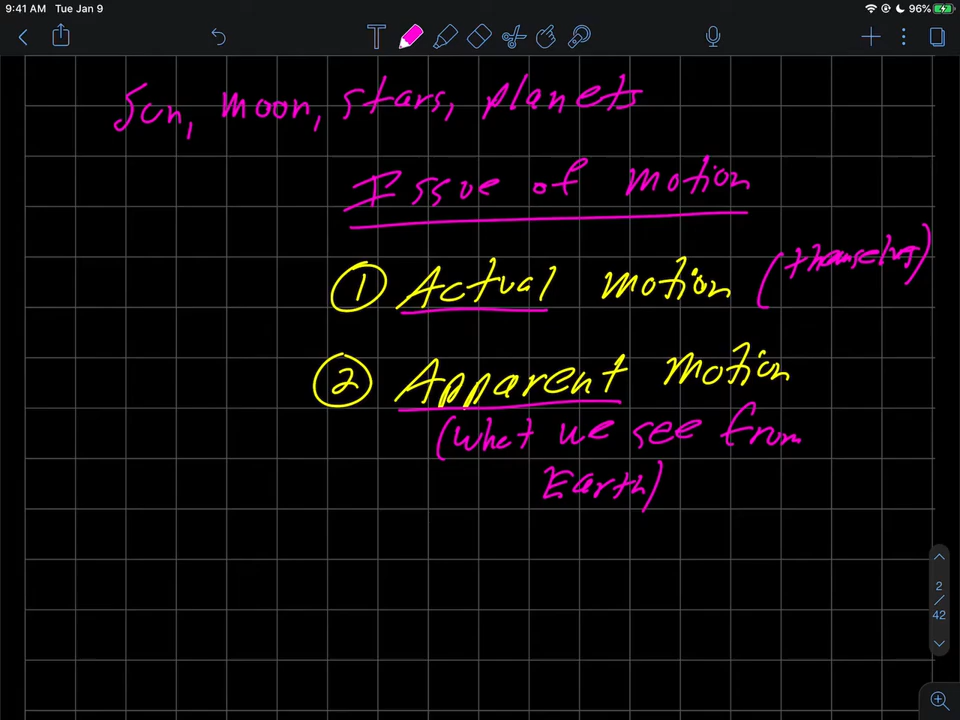 9:41 AM Tue Jan 9
96%
Sun, moon, stars, planets
Issue of motion
① Actual motion (themselves)
② Apparent motion
(what we see from
Earth)
2
/
42